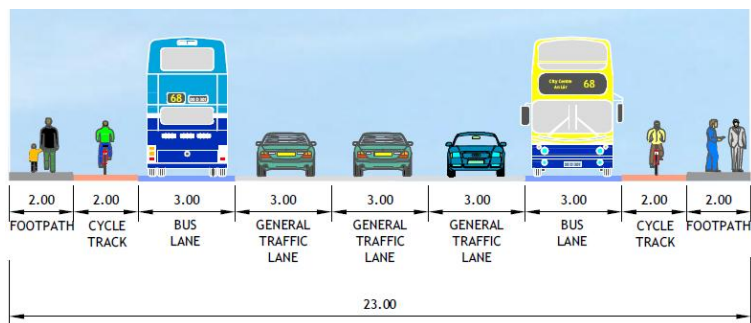 68
City Centre
An Lár
68
2.00
2.00
3.00
3.00
3.00
3.00
3.00
2.00
2.00
FOOTPATH
CYCLE
TRACK
BUS
LANE
GENERAL
TRAFFIC
LANE
GENERAL
TRAFFIC
LANE
GENERAL
TRAFFIC
LANE
BUS
LANE
CYCLE
TRACK
FOOTPATH
23.00